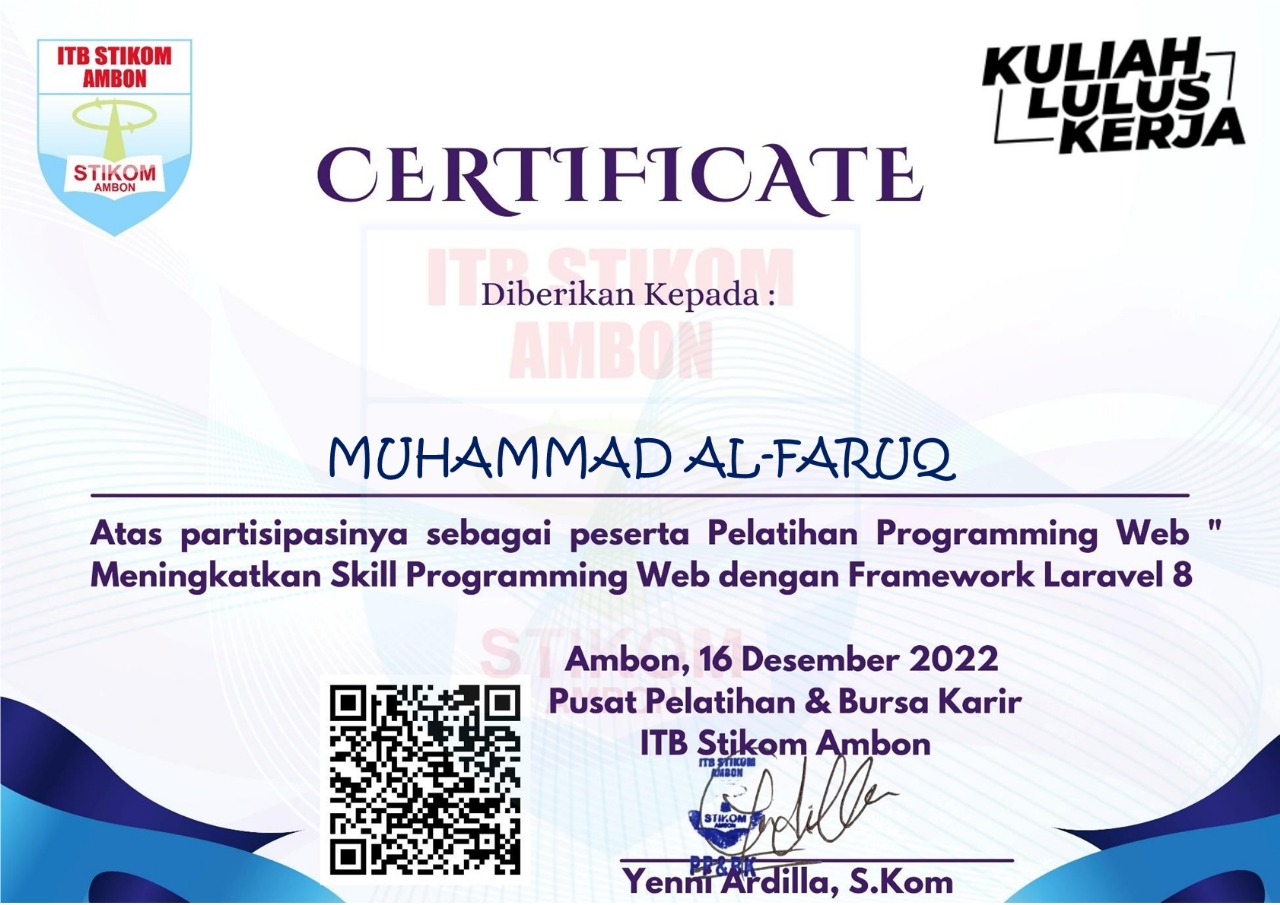 ITB STIKOM
AMBON
STIKOM
AMBON
KULIAH,
LULUS
KERJA
CERTIFICATE
ITB STIKOM
AMBON
Diberikan Kepada :
MUHAMMAD AL-FARUQ
Atas partisipasinya sebagai peserta Pelatihan Programming Web "
Meningkatkan Skill Programming Web dengan Framework Laravel 8
STIKOM
AMBON
Ambon, 16 Desember 2022
Pusat Pelatihan & Bursa Karir
ITB Stikom Ambon
ITB STIKOM
AMBON
STIKOM
AMBON
PP&BK
Yenni Ardilla, S.Kom